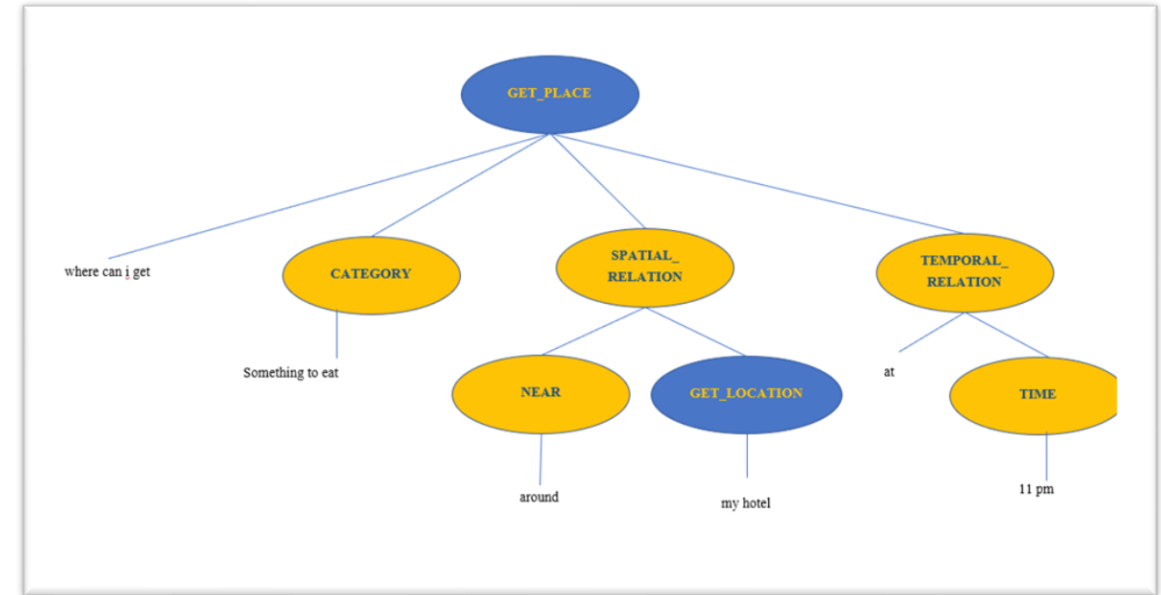 GET_PLACE
where can i get
CATEGORY
SPATIAL_
RELATION
TEMPORAL_
RELATION
Something to eat
NEAR
GET_LOCATION
at
TIME
around
my hotel
11 pm